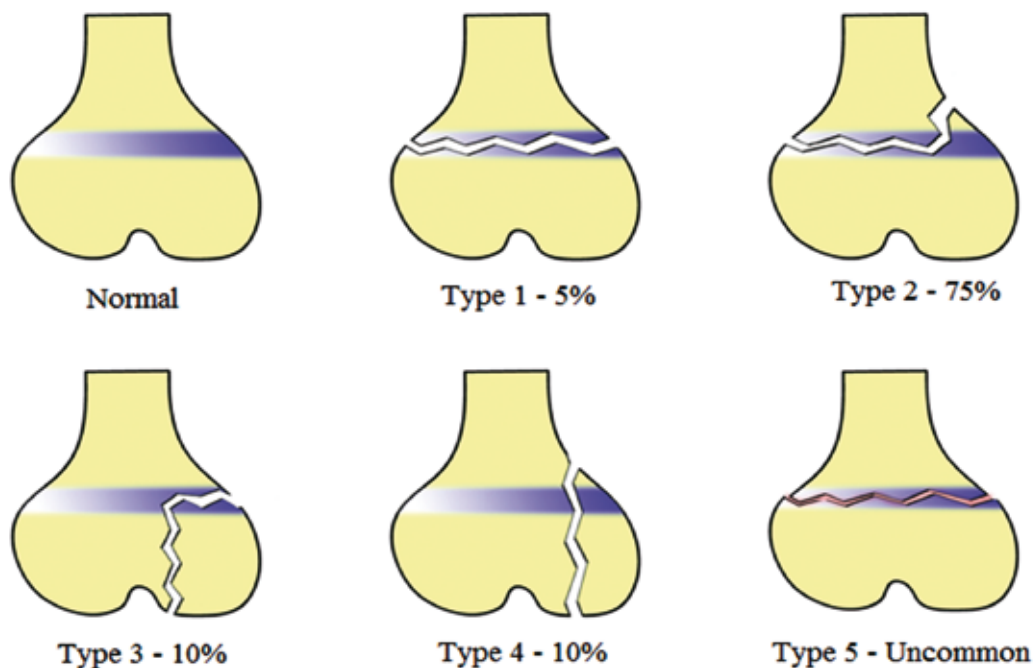 Normal
Type 1 - 5%
Type 2 - 75%
Type 3 - 10%
Type 4 - 10%
Type 5 - Uncommon